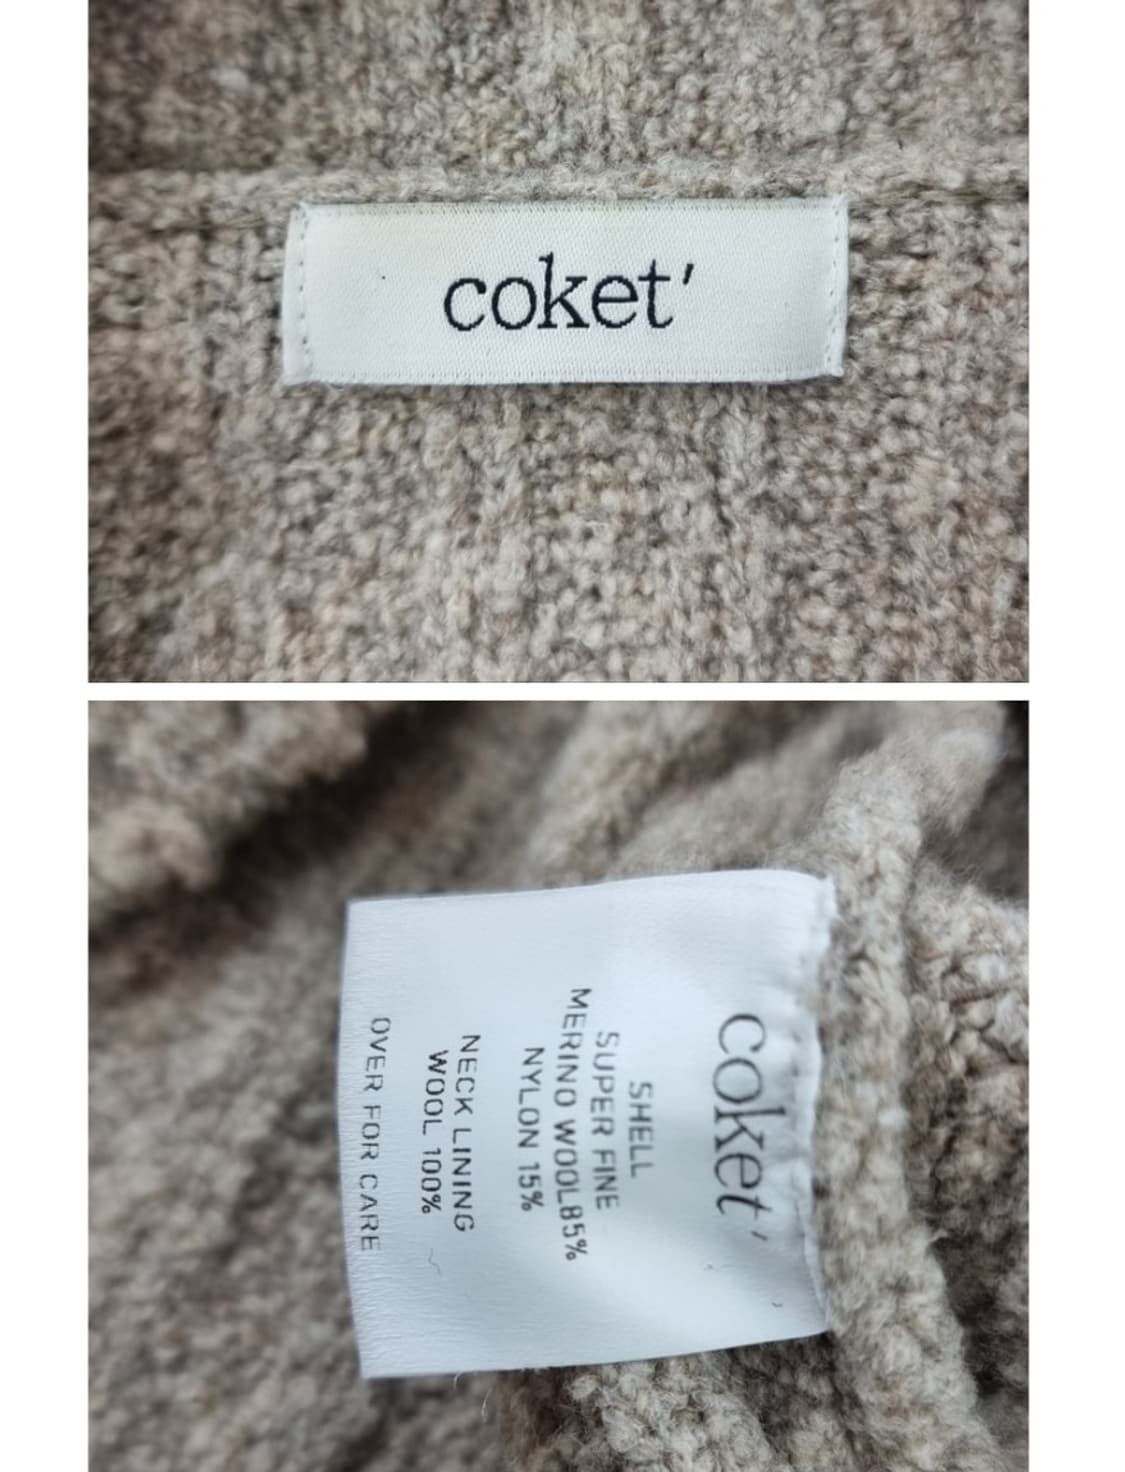 coket'
coket'
SHELL
SUPER FINE
MERINO WOOL85%
NYLON 15%
NECK LINING
WOOL 100%
OVER FOR CARE